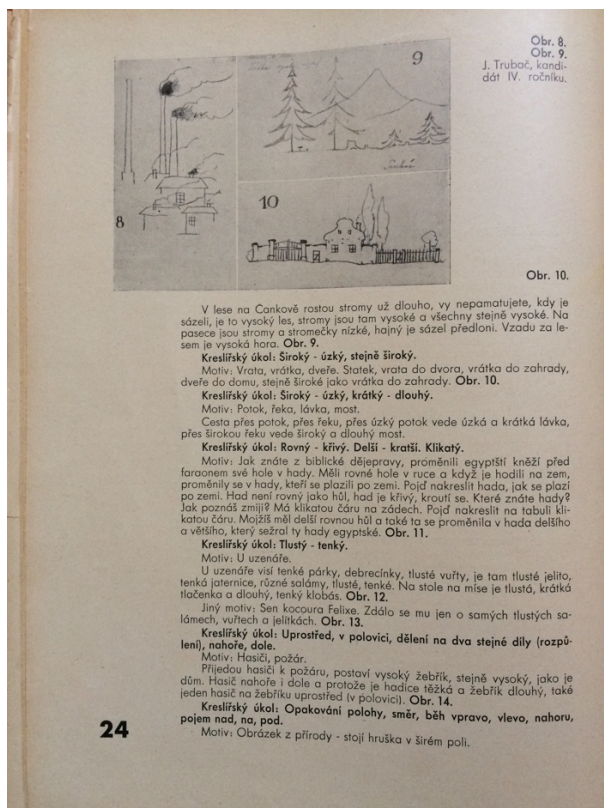 Obr. 8.
Obr. 9.
J. Trubač, kandi-
dát IV. ročníku.
9
8
10
Obr. 10.
V lese na Čankově rostou stromy už dlouho, vy nepamatujete, kdy je
sázeli, je to vysoký les, stromy jsou tam vysoké a všechny stejně vysoké. Na
pasece jsou stromy a stromečky nízké, hajný je sázel předloni. Vzadu za le-
sem je vysoká hora. Obr. 9.
Kreslířský úkol: Široký - úzký, stejně široký.
Motiv: Vrata, vrátka, dveře. Statek, vrata do dvora, vrátka do zahrady,
dveře do domu, stejně široké jako vrátka do zahrady. Obr. 10.
Kreslířský úkol: Široký - úzký, krátký - dlouhý.
Motiv: Potok, řeka, lávka, most.
Cesta přes potok, přes řeku, přes úzký potok vede úzká a krátká lávka,
přes širokou řeku vede široký a dlouhý most.
Kreslířský úkol: Rovný - křivý. Delší - kratší. Klikatý.
Motiv: Jak znáte z biblické dějepravy, proměnili egyptští kněží před
faraonem své hole v hady. Měli rovné hole v ruce a když je hodili na zem,
proměnily se v hady, kteří se plazili po zemi. Pojď nakreslit hada, jak se plazí
po zemi. Had není rovný jako hůl, had je křivý, kroutí se. Které znáte hady?
Jak poznáš zmiji? Má klikatou čáru na zádech. Pojď nakreslit na tabuli kli-
katou čáru. Mojžíš měl delší rovnou hůl a také ta se proměnila v hada delšího
a většího, který sežral ty hady egyptské. Obr. 11.
Kreslířský úkol: Tlustý - tenký.
Motiv: U uzenáře.
U uzenáře visí tenké párky, debrecínky, tlusté vuřty, je tam tlusté jelito,
tenká jaternice, různé salámy, tlusté, tenké. Na stole na míse je tlustá, krátká
tlačenka a dlouhý, tenký klobás. Obr. 12.
Jiný motiv: Sen kocoura Felixe. Zdálo se mu jen o samých tlustých sa-
lámech, vuřtech a jelítkách. Obr. 13.
Kreslířský úkol: Uprostřed, v polovici, dělení na dva stejné díly (rozpů-
lení), nahoře, dole.
Motiv: Hasiči, požár.
Přijedou hasiči k požáru, postaví vysoký žebřík, stejně vysoký, jako je
dům. Hasič nahoře i dole a protože je hadice těžká a žebřík dlouhý, také
jeden hasič na žebříku uprostřed (v polovici). Obr. 14.
Kreslířský úkol: Opakování polohy, směr, běh vpravo, vlevo, nahoru,
pojem nad, na, pod.
Motiv: Obrázek z přírody - stojí hruška v širém poli.
24